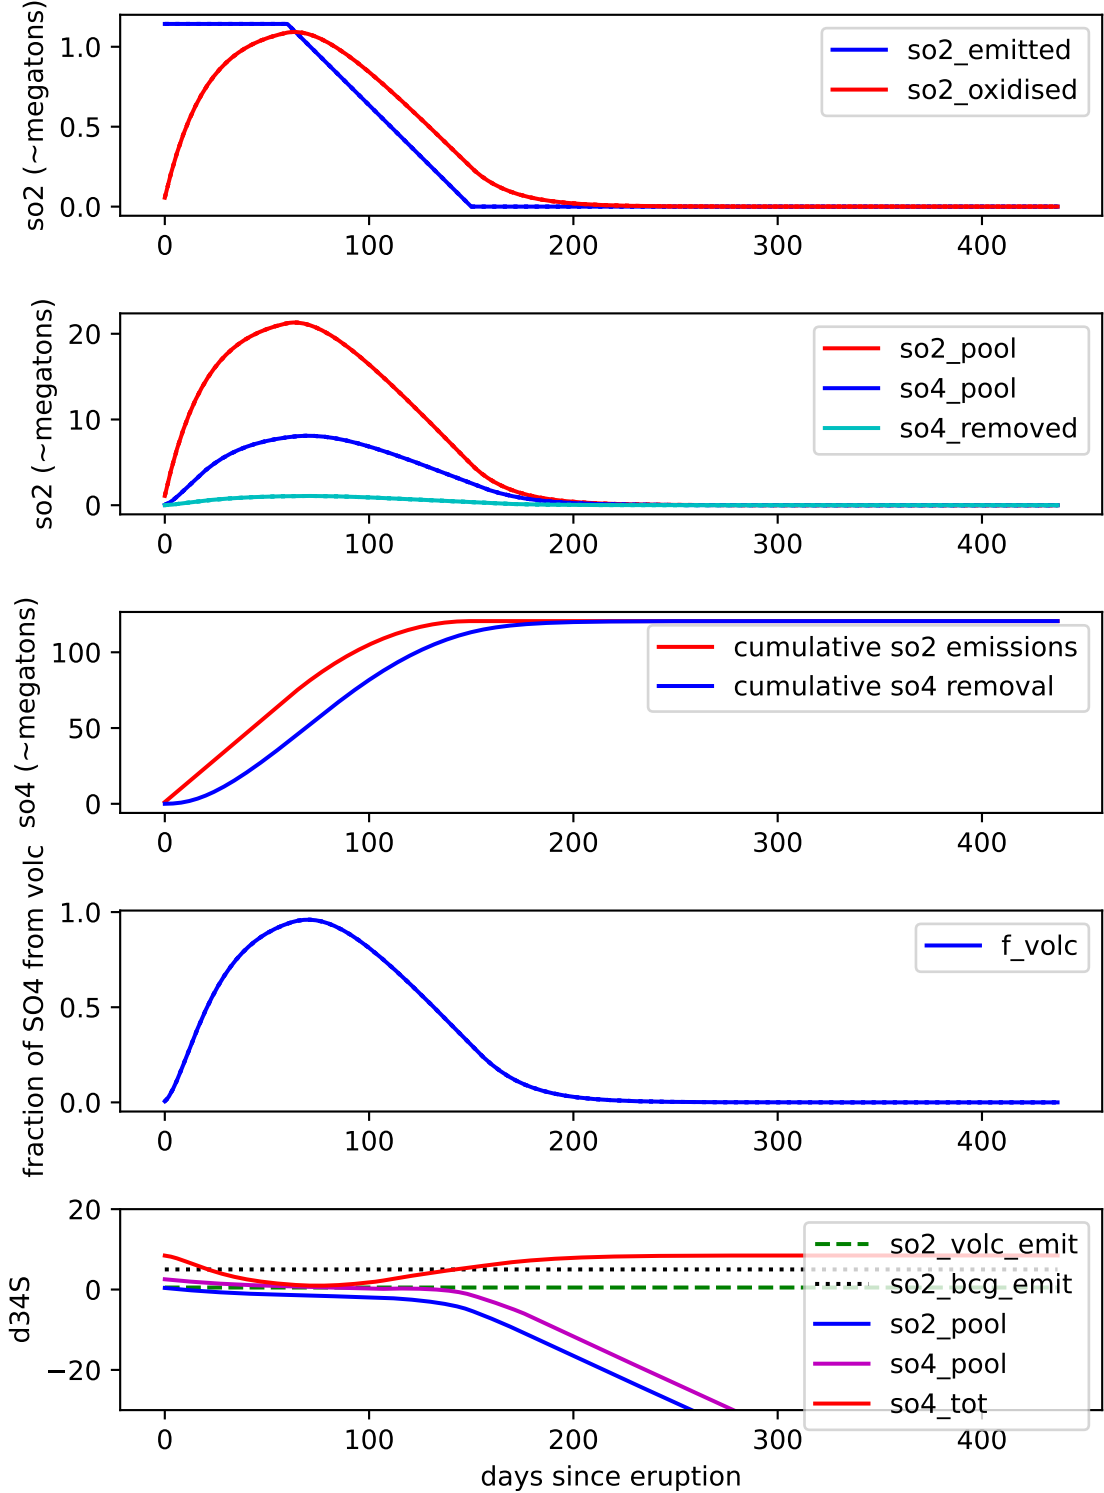 so2 (~megatons)
1.0
0.5
0.0
so2_emitted
so2_oxidised
0
100
200
300
400
so2 (~megatons)
20
10
0
so2_pool
so4_pool
so4_removed
0
100
200
300
400
so4 (~megatons)
100
50
0
cumulative so2 emissions
cumulative so4 removal
0
100
200
300
400
fraction of SO4 from volc
1.0
0.5
0.0
f_volc
0
100
200
300
400
d34S
20
0
−20
so2_volc_emit
so2_bcg_emit
so2_pool
so4_pool
so4_tot
0
100
200
300
400
days since eruption